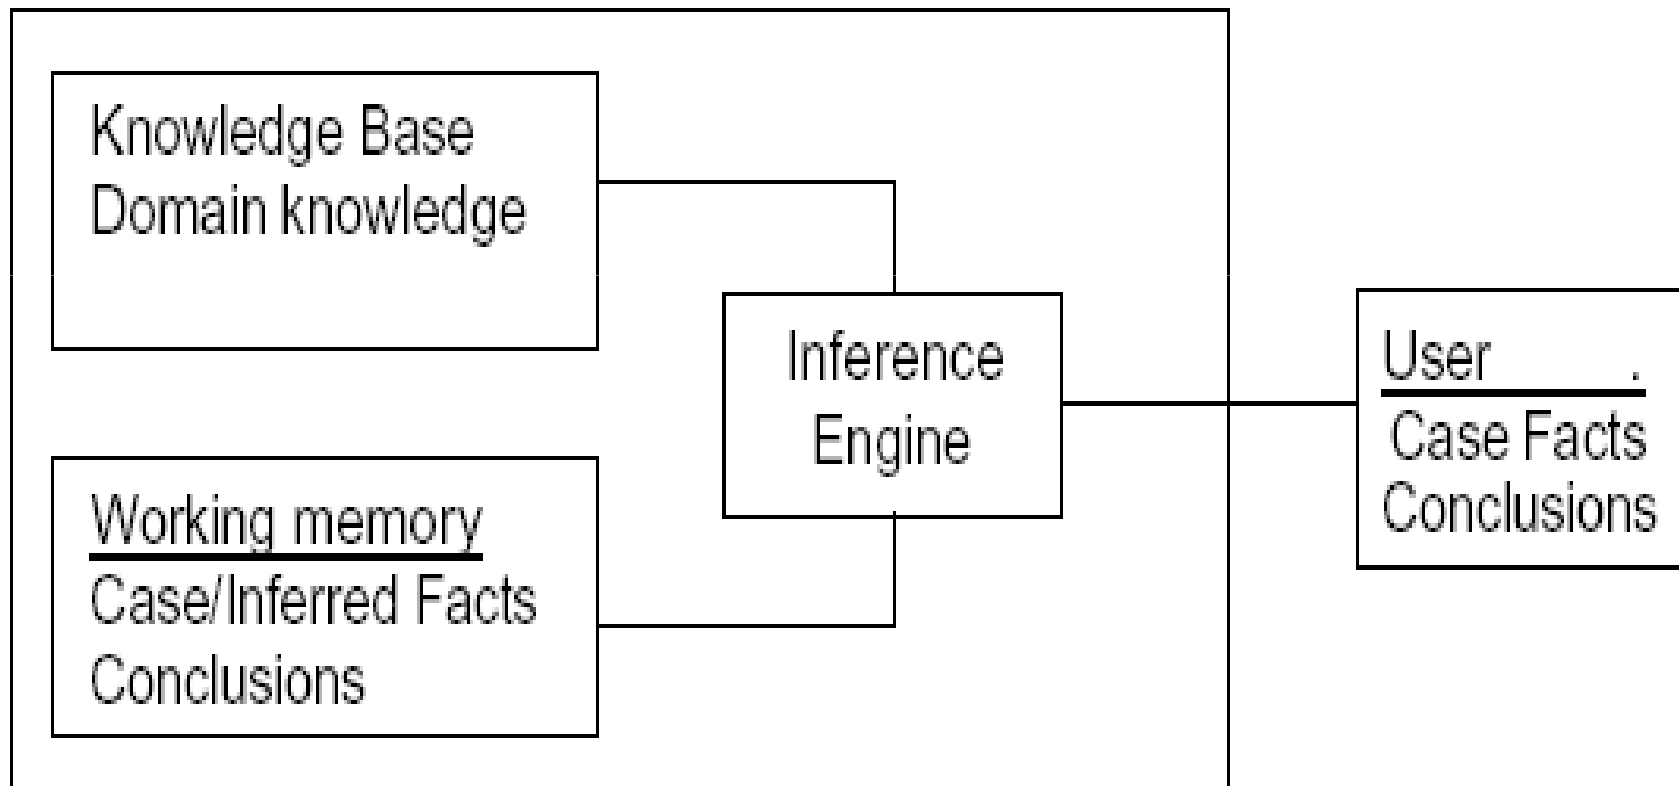 Knowledge Base
Domain knowledge
Working memory
Case/Inferred Facts
Conclusions
Inference
Engine
User .
Case Facts
Conclusions